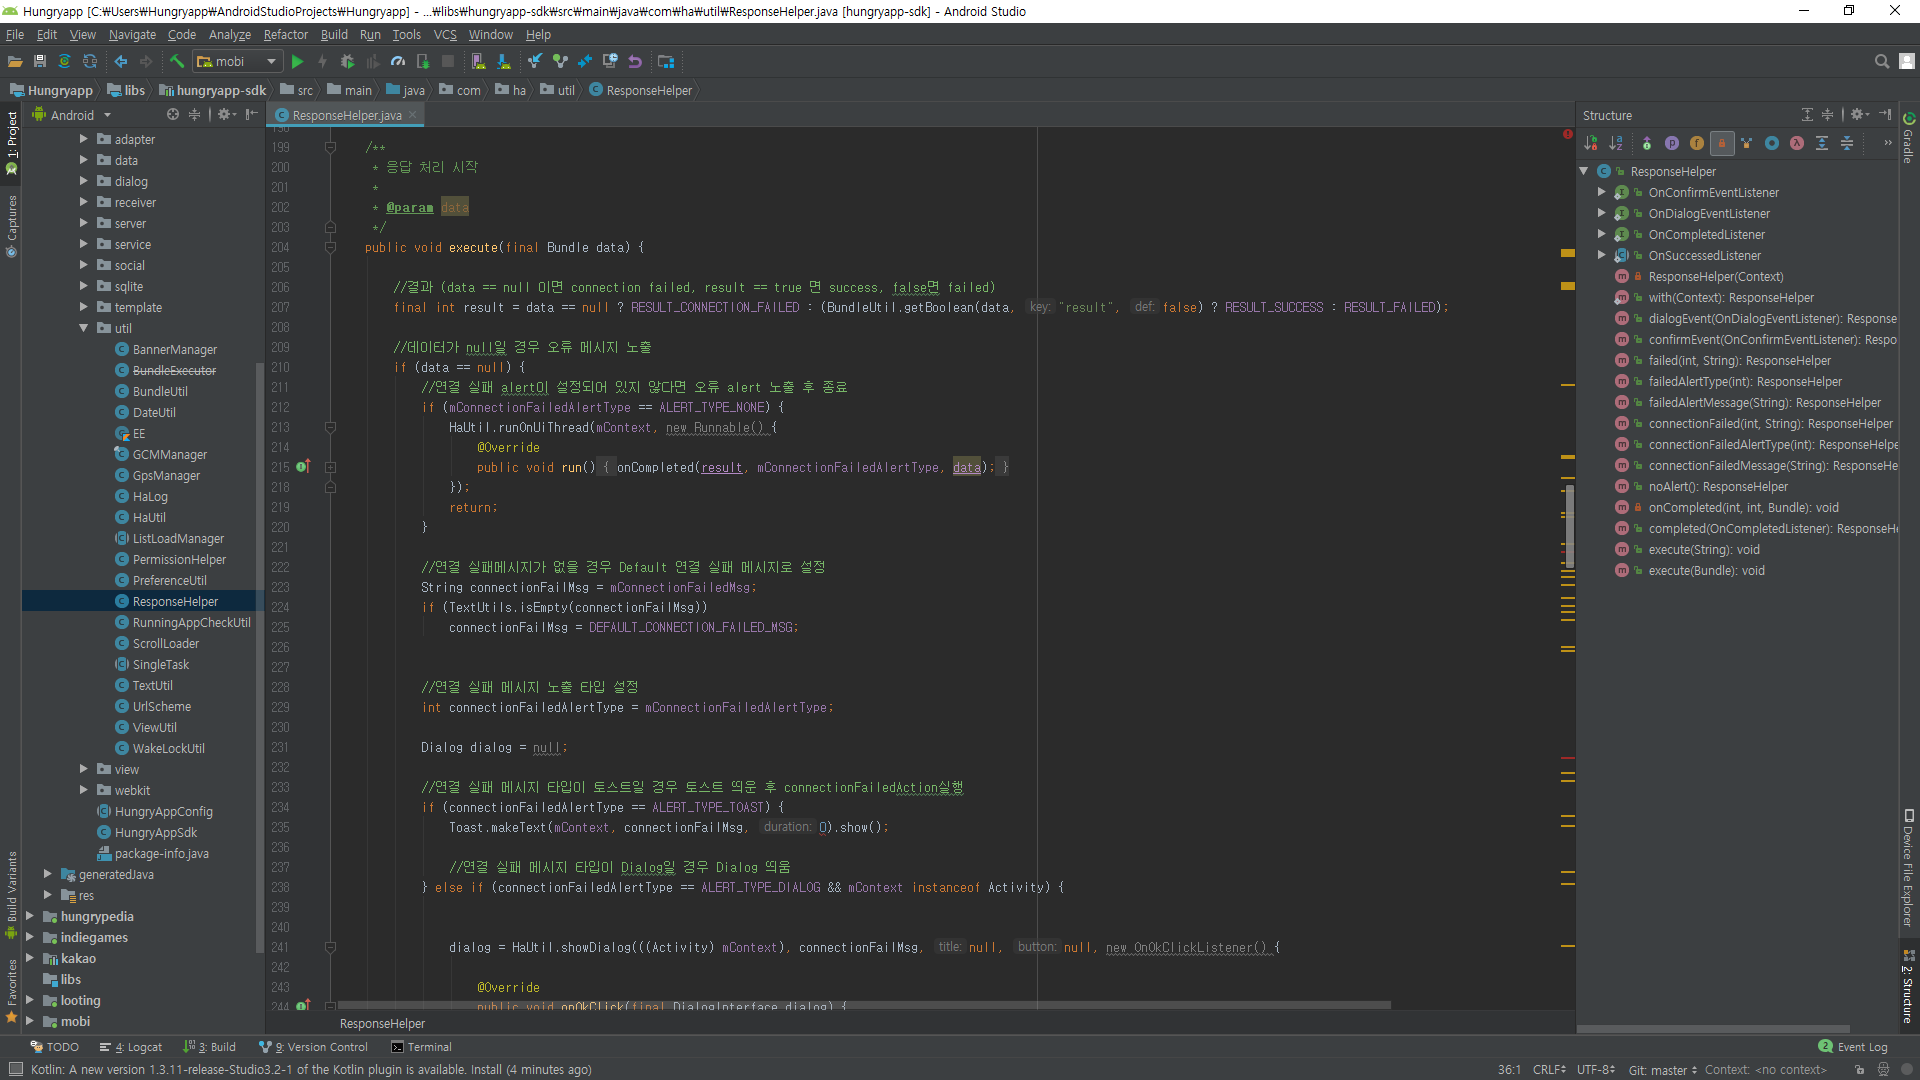 Hungryapp [C:₩Users₩Hungryapp₩AndroidStudioProjects₩Hungryapp] - ...₩libs₩hungryapp-sdk₩src₩main₩java₩com₩ha₩util₩ResponseHelper.java [hungryapp-sdk] - Android Studio
File Edit View Navigate Code Analyze Refactor Build Run Tools VCS Window Help
mobi
Hungryapp libs hungryapp-sdk src main java com ha util ResponseHelper
Android
ResponseHelper.java
Structure
1: Project
Captures
Build Variants
Favorites
adapter
data
dialog
receiver
server
service
social
sqlite
template
util
BannerManager
BundleExecutor
BundleUtil
DateUtil
EE
GCMManager
GpsManager
HaLog
HaUtil
ListLoadManager
PermissionHelper
PreferenceUtil
ResponseHelper
RunningAppCheckUtil
ScrollLoader
SingleTask
TextUtil
UrlScheme
ViewUtil
WakeLockUtil
view
webkit
HungryAppConfig
HungryAppSdk
package-info.java
generatedJava
res
hungrypedia
indiegames
kakao
libs
looting
mobi
199 /**
200 * 응답 처리 시작
201 *
202 * @param data
203 */
204 public void execute(final Bundle data) {
205
206 //결과 (data == null 이면 connection failed, result == true 면 success, false면 failed)
207 final int result = data == null ? RESULT_CONNECTION_FAILED : (BundleUtil.getBoolean(data, key: "result", def: false) ? RESULT_SUCCESS : RESULT_FAILED);
208
209 //데이터가 null일 경우 오류 메시지 노출
210 if (data == null) {
211 //연결 실패 alert이 설정되어 있지 않다면 오류 alert 노출 후 종료
212 if (mConnectionFailedAlertType == ALERT_TYPE_NONE) {
213 HaUtil.runOnUiThread(mContext, new Runnable() {
214 @Override
215 public void run() { onCompleted(result, mConnectionFailedAlertType, data); }
218 });
219 return;
220 }
221
222 //연결 실패메시지가 없을 경우 Default 연결 실패 메시지로 설정
223 String connectionFailMsg = mConnectionFailedMsg;
224 if (TextUtils.isEmpty(connectionFailMsg))
225 connectionFailMsg = DEFAULT_CONNECTION_FAILED_MSG;
226
227
228 //연결 실패 메시지 노출 타입 설정
229 int connectionFailedAlertType = mConnectionFailedAlertType;
230
231 Dialog dialog = null;
232
233 //연결 실패 메시지 타입이 토스트일 경우 토스트 띄운 후 connectionFailedAction실행
234 if (connectionFailedAlertType == ALERT_TYPE_TOAST) {
235 Toast.makeText(mContext, connectionFailMsg, duration: 0).show();
236
237 //연결 실패 메시지 타입이 Dialog일 경우 Dialog 띄움
238 } else if (connectionFailedAlertType == ALERT_TYPE_DIALOG && mContext instanceof Activity) {
239
240
241 dialog = HaUtil.showDialog(((Activity) mContext), connectionFailMsg, title: null, button: null, new OnOkClickListener() {
242
243 @Override
244 public void onOkClick(final DialogInterface dialog) {
ResponseHelper
ResponseHelper
OnConfirmEventListener
OnDialogEventListener
OnCompletedListener
OnSuccessedListener
ResponseHelper(Context)
with(Context): ResponseHelper
dialogEvent(OnDialogEventListener): Response
confirmEvent(OnConfirmEventListener): Respo
failed(int, String): ResponseHelper
failedAlertType(int): ResponseHelper
failedAlertMessage(String): ResponseHelper
connectionFailed(int, String): ResponseHelper
connectionFailedAlertType(int): ResponseHelpe
connectionFailedMessage(String): ResponseHe
noAlert(): ResponseHelper
onCompleted(int, int, Bundle): void
completed(OnCompletedListener): ResponseHe
execute(String): void
execute(Bundle): void
Gradle
Device File Explorer
2: Structure
TODO 4: Logcat 3: Build 9: Version Control Terminal 2 Event Log
Kotlin: A new version 1.3.11-release-Studio3.2-1 of the Kotlin plugin is available. Install (4 minutes ago) 36:1 CRLF UTF-8 Git: master Context: <no context>